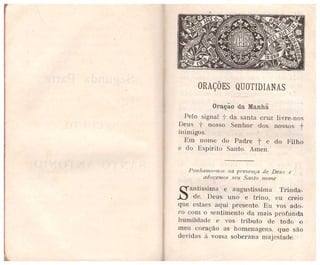 ORAÇÕES QUOTIDIANAS
Oração da Manhã
Pelo signal † da santa cruz livre-nos
Deus † nosso Senhor dos nossos †
inimigos.
Em nome do Padre † e do Filho
e do Espirito Santo. Amen.
Ponhamo-nos na presença de Deus e
adoremos seu Santo nome
Santissima e augustissima Trinda-
de, Deus uno e trino, eu creio
que estaes aqui presente. Eu vos ado-
ro com o sentimento da mais profunda
humildade e vos tributo de todo o
meu coração as homenagens, que são
devidas á vossa soberana majestade.